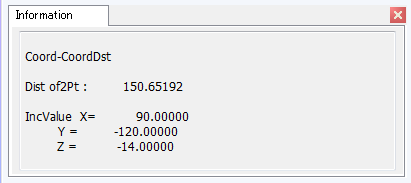 Information
Coord-CoordDst
Dist of2Pt : 150.65192
IncValue X= 90.00000
Y = -120.00000
Z = -14.00000